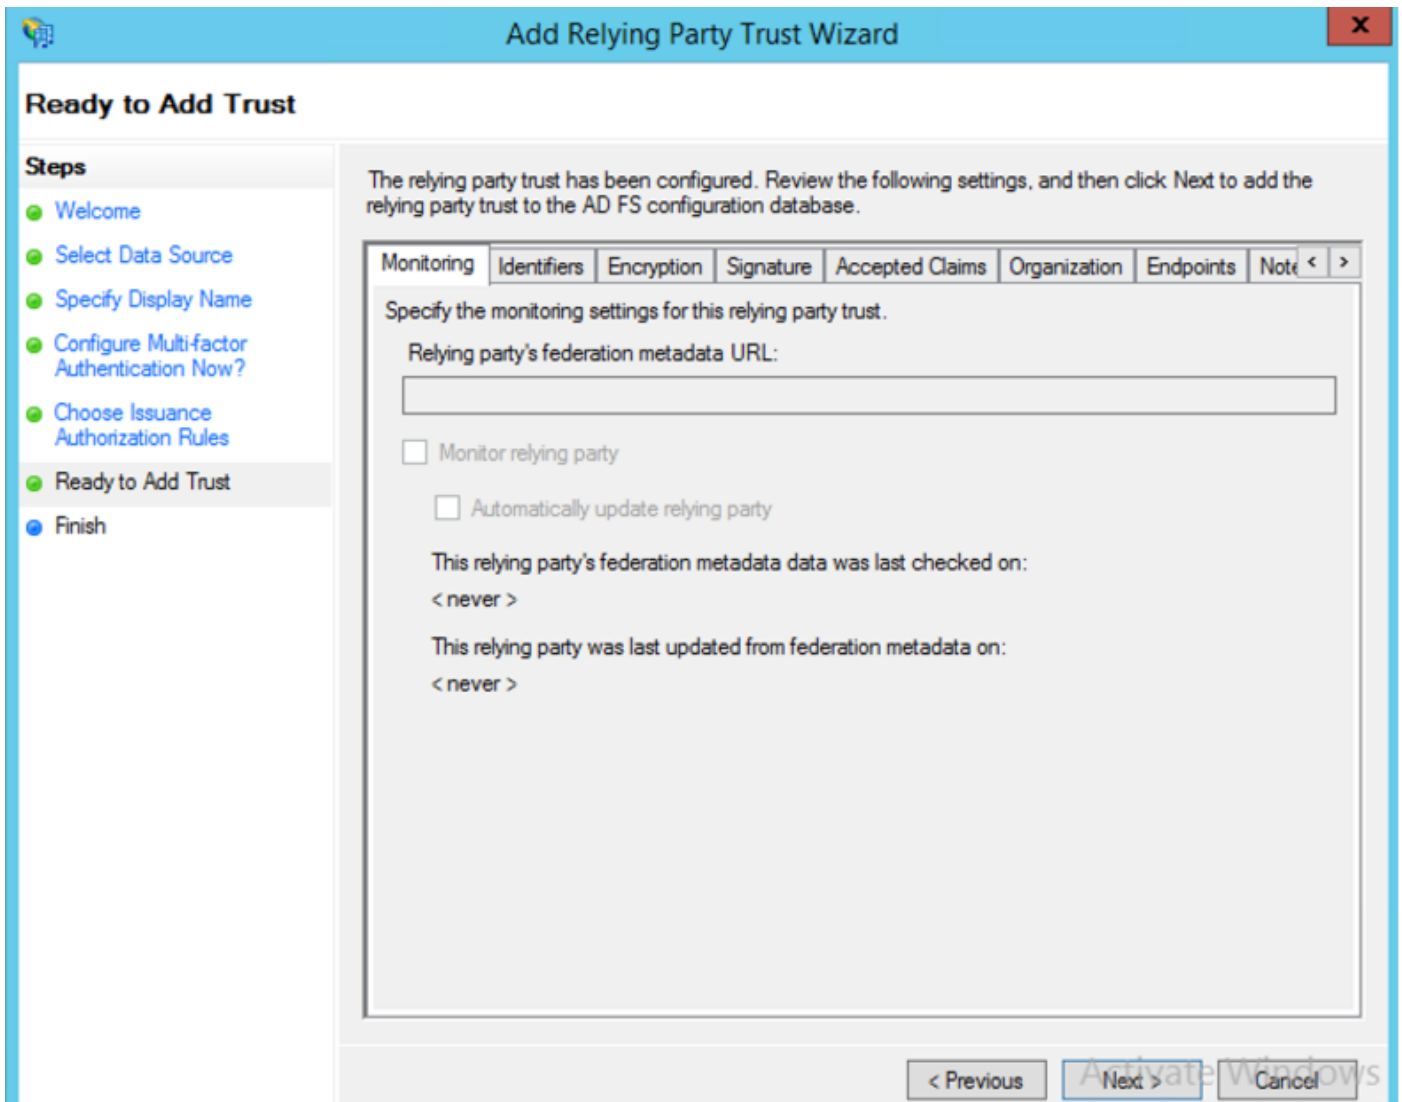 Add Relying Party Trust Wizard
x
Ready to Add Trust
Steps
Welcome
Select Data Source
Specify Display Name
Configure Multi-factor
Authentication Now?
Choose Issuance
Authorization Rules
Ready to Add Trust
Finish
The relying party trust has been configured. Review the following settings, and then click Next to add the
relying party trust to the AD FS configuration database.
Monitoring Identifiers Encryption Signature Accepted Claims Organization Endpoints Note < >
Specify the monitoring settings for this relying party trust.
Relying party's federation metadata URL:
Monitor relying party
Automatically update relying party
This relying party's federation metadata data was last checked on:
< never >
This relying party was last updated from federation metadata on:
< never >
< Previous Next > Cancel
Activate Windows